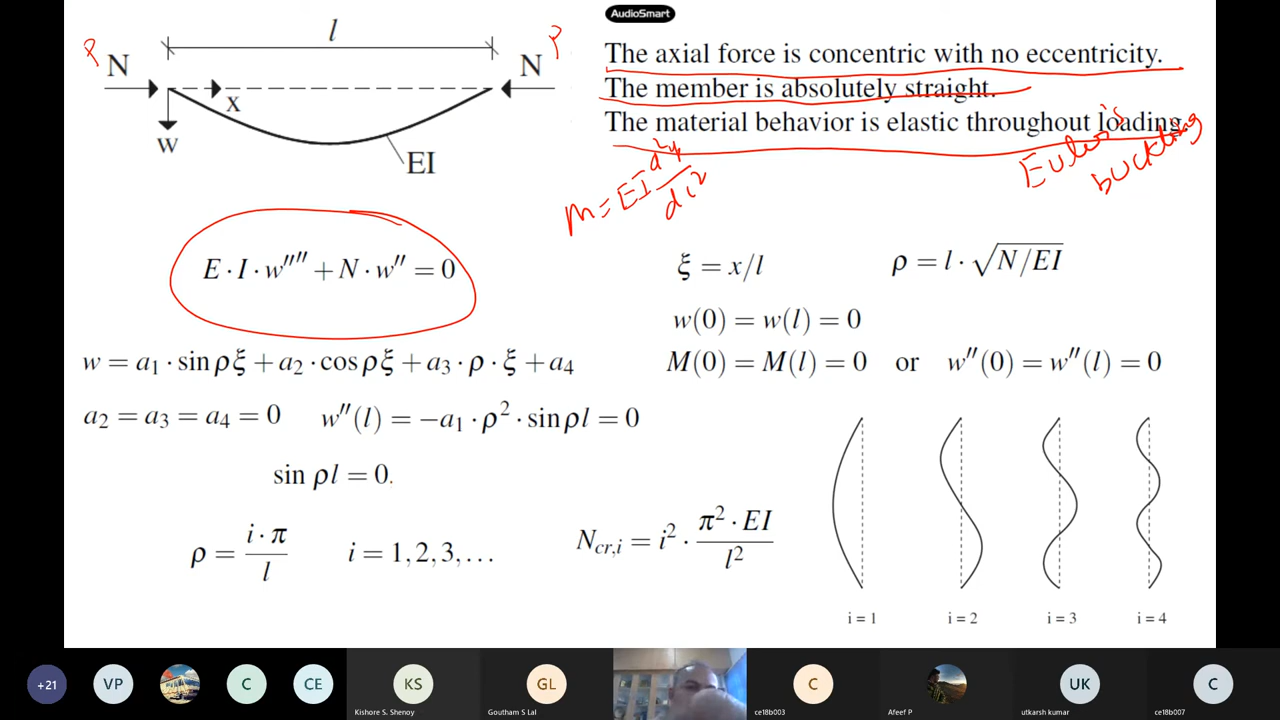 AudioSmart
l
P
N
N
P
x
w
EI
The axial force is concentric with no eccentricity.
The member is absolutely straight.
The material behavior is elastic throughout loading.
Euler's
buckling
M = EI d²y/dx²
E · I · w'''' + N · w'' = 0
ξ = x/l
ρ = l · √N/EI
w(0) = w(l) = 0
w = a₁ · sin ρξ + a₂ · cos ρξ + a₃ · ρ · ξ + a₄
M(0) = M(l) = 0 or w''(0) = w''(l) = 0
a₂ = a₃ = a₄ = 0
w''(l) = −a₁ · ρ² · sin ρl = 0
sin ρl = 0.
ρ = i · π / l
i = 1,2,3,...
N_cr,i = i² · π² · EI / l²
i = 1
i = 2
i = 3
i = 4
+21
VP
C
CE
KS
GL
C
UK
C
Kishore S. Shenoy
Goutham S Lal
ce18b003
Afeef P
utkarsh kumar
ce18b007